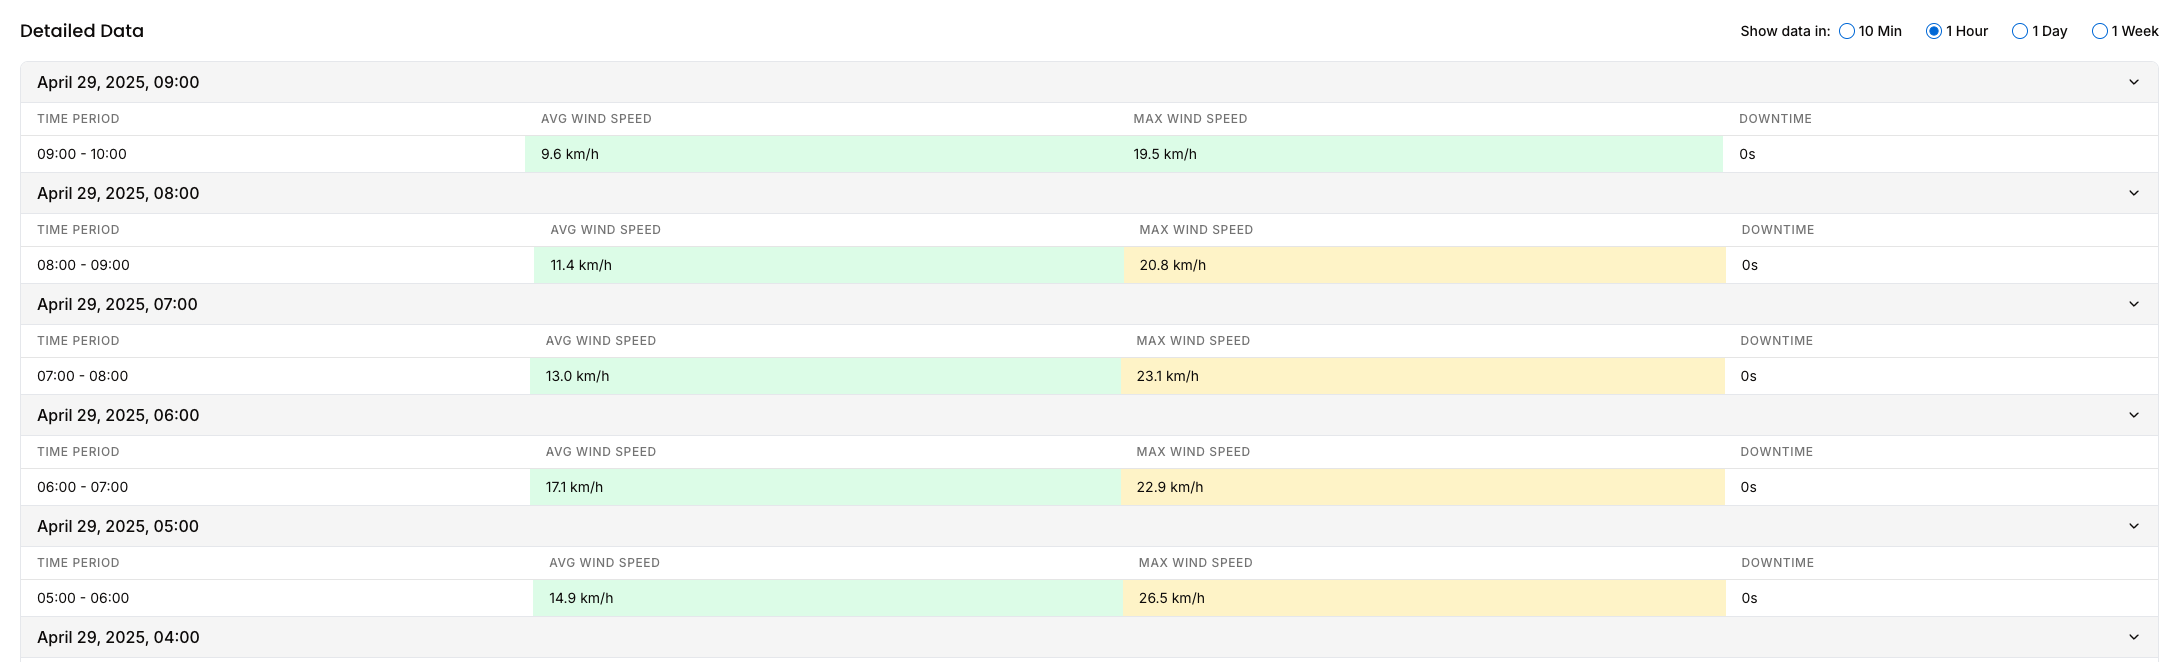 Detailed Data
Show data in: 10 Min 1 Hour 1 Day 1 Week
April 29, 2025, 09:00
TIME PERIOD AVG WIND SPEED MAX WIND SPEED DOWNTIME
09:00 - 10:00 9.6 km/h 19.5 km/h 0s
April 29, 2025, 08:00
TIME PERIOD AVG WIND SPEED MAX WIND SPEED DOWNTIME
08:00 - 09:00 11.4 km/h 20.8 km/h 0s
April 29, 2025, 07:00
TIME PERIOD AVG WIND SPEED MAX WIND SPEED DOWNTIME
07:00 - 08:00 13.0 km/h 23.1 km/h 0s
April 29, 2025, 06:00
TIME PERIOD AVG WIND SPEED MAX WIND SPEED DOWNTIME
06:00 - 07:00 17.1 km/h 22.9 km/h 0s
April 29, 2025, 05:00
TIME PERIOD AVG WIND SPEED MAX WIND SPEED DOWNTIME
05:00 - 06:00 14.9 km/h 26.5 km/h 0s
April 29, 2025, 04:00